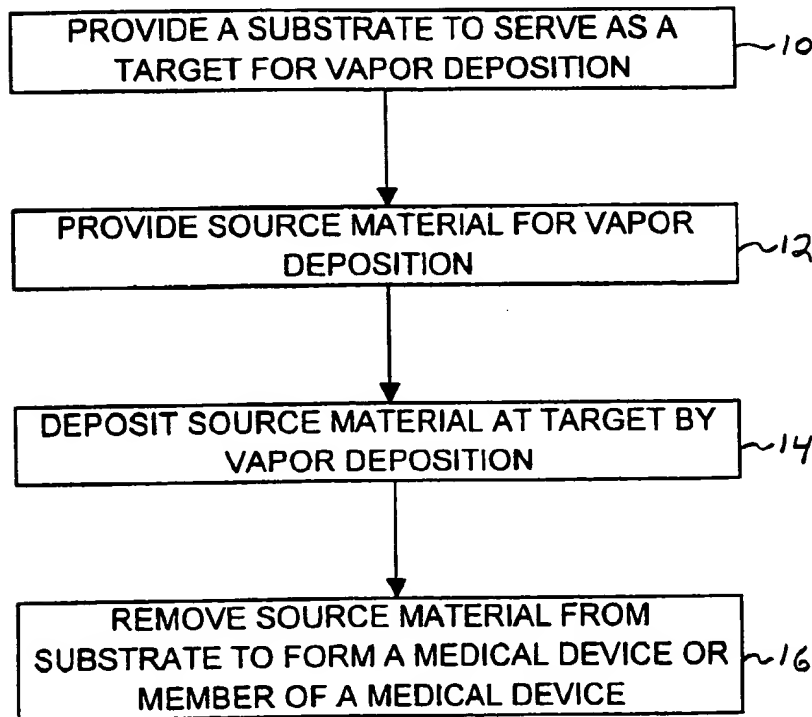 PROVIDE A SUBSTRATE TO SERVE AS A
TARGET FOR VAPOR DEPOSITION
10
PROVIDE SOURCE MATERIAL FOR VAPOR
DEPOSITION
12
DEPOSIT SOURCE MATERIAL AT TARGET BY
VAPOR DEPOSITION
14
REMOVE SOURCE MATERIAL FROM
SUBSTRATE TO FORM A MEDICAL DEVICE OR
MEMBER OF A MEDICAL DEVICE
16